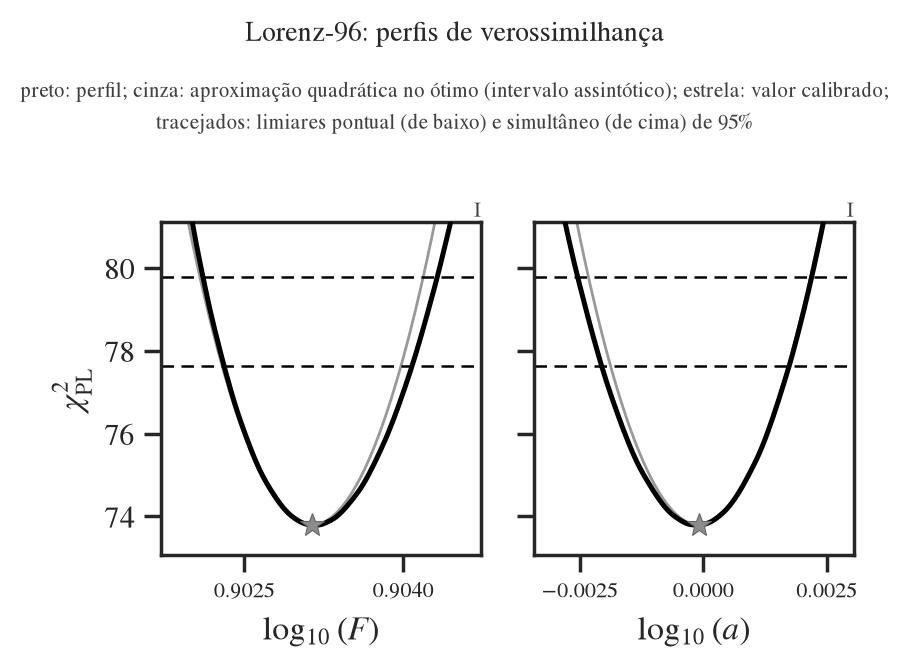 Lorenz-96: perfis de verossimilhança
preto: perfil; cinza: aproximação quadrática no ótimo (intervalo assintótico); estrela: valor calibrado;
tracejados: limiares pontual (de baixo) e simultâneo (de cima) de 95%
I
I
80
78
76
74
χ²_PL
0.9025
0.9040
−0.0025
0.0000
0.0025
log₁₀ (F)
log₁₀ (a)